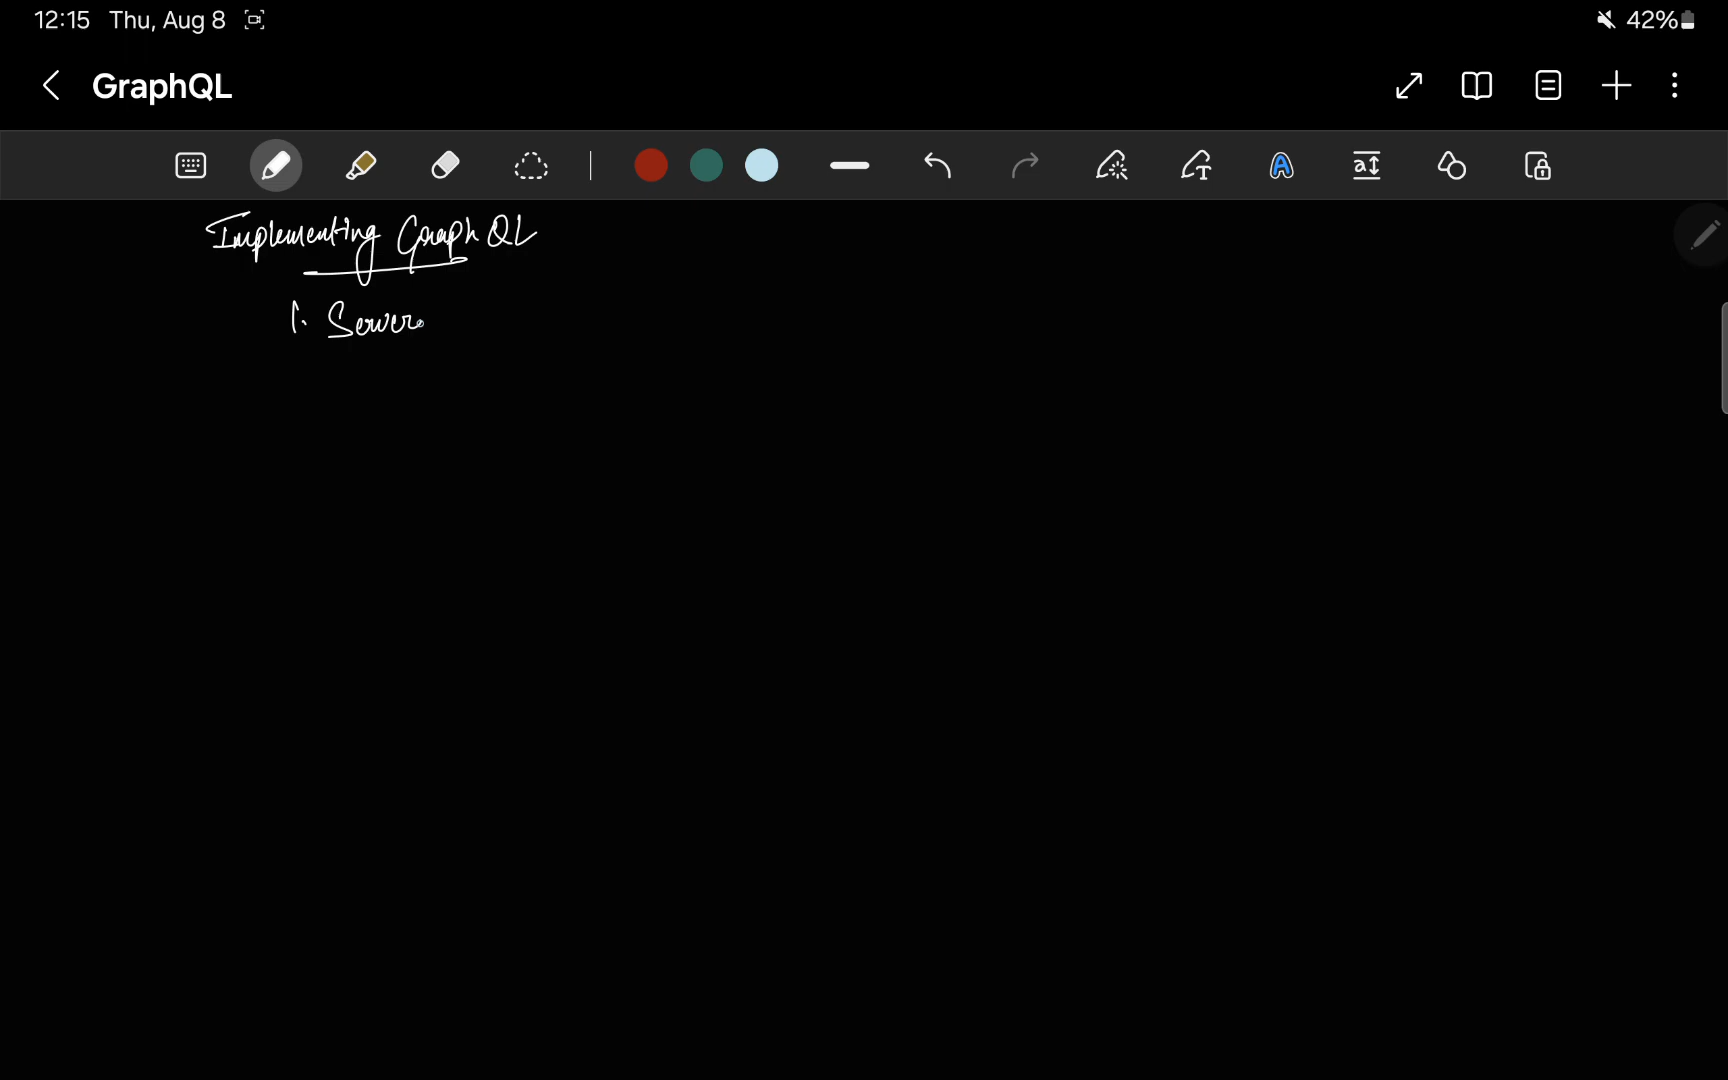 12:15 Thu, Aug 8 42%
GraphQL
A a
T
Implementing GraphQL
1. Server